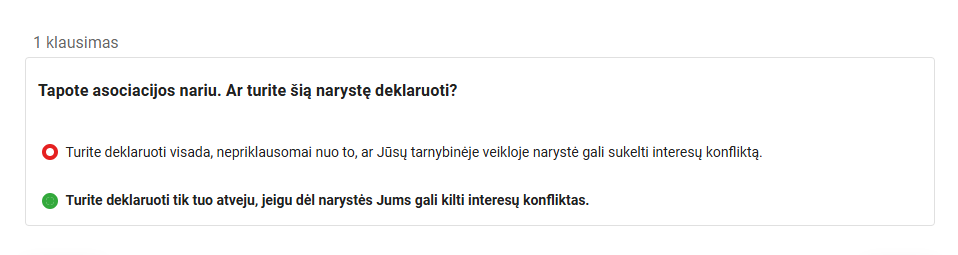 1 klausimas
Tapote asociacijos nariu. Ar turite šią narystę deklaruoti?
Turite deklaruoti visada, nepriklausomai nuo to, ar Jūsų tarnybinėje veikloje narystė gali sukelti interesų konfliktą.
Turite deklaruoti tik tuo atveju, jeigu dėl narystės Jums gali kilti interesų konfliktas.